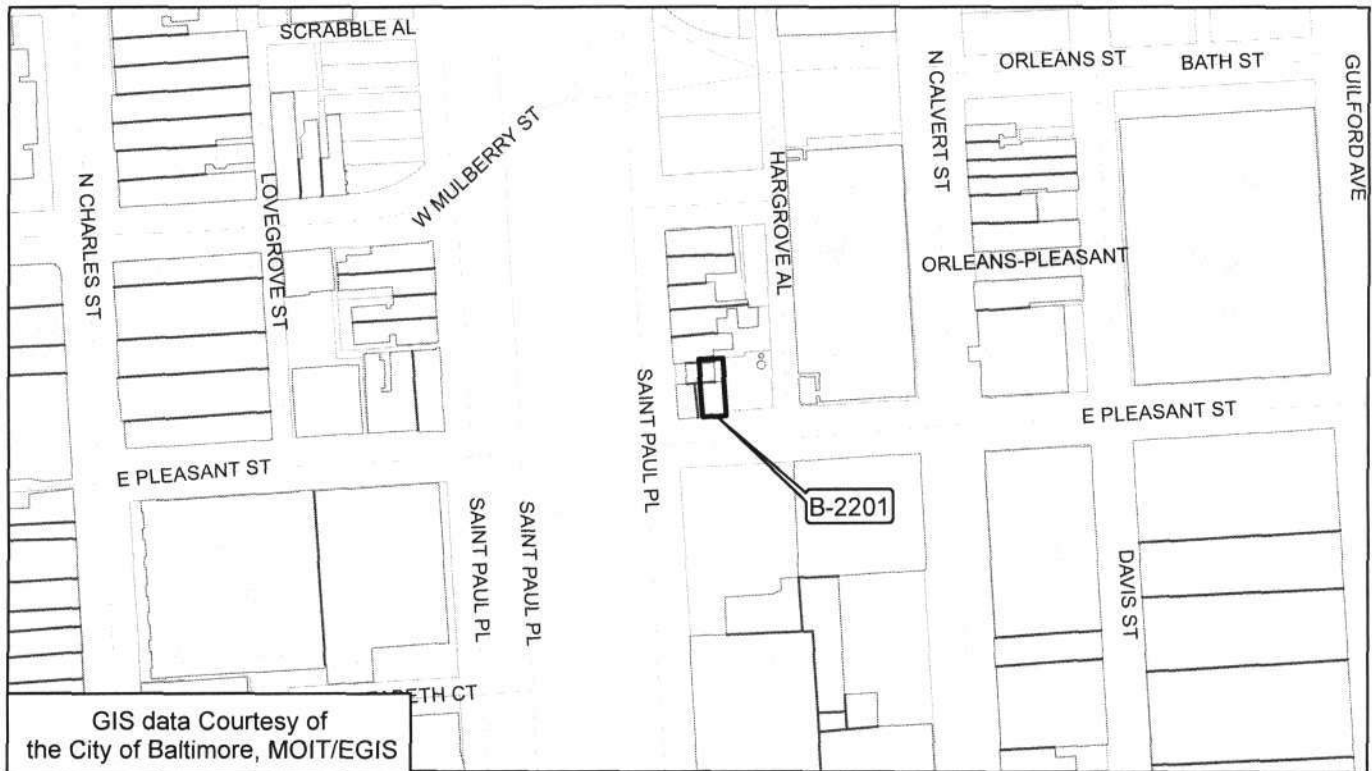 SCRABBLE AL
ORLEANS ST
BATH ST
GUILFORD AVE
N CALVERT ST
W MULBERRY ST
HARGROVE AL
N CHARLES ST
LOVEGROVE ST
ORLEANS-PLEASANT
SAINT PAUL PL
E PLEASANT ST
E PLEASANT ST
SAINT PAUL PL
SAINT PAUL PL
B-2201
DAVIS ST
GIS data Courtesy of
the City of Baltimore, MOIT/EGIS